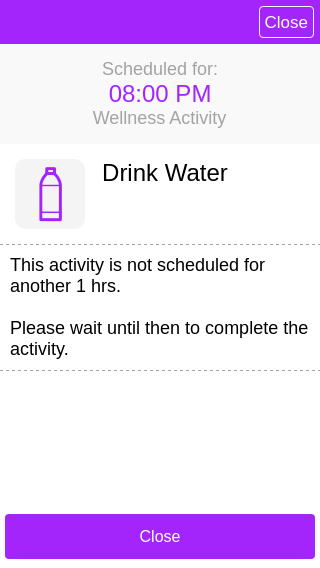 Close
Scheduled for:
08:00 PM
Wellness Activity
Drink Water
This activity is not scheduled for
another 1 hrs.
Please wait until then to complete the
activity.
Close